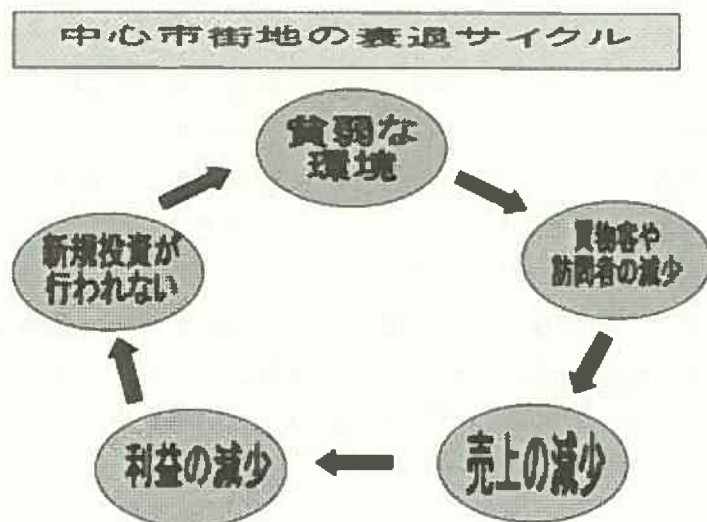 中心市街地の衰退サイクル
貧弱な
環境
買物客や
訪問者の減少
売上の減少
利益の減少
新規投資が
行われない